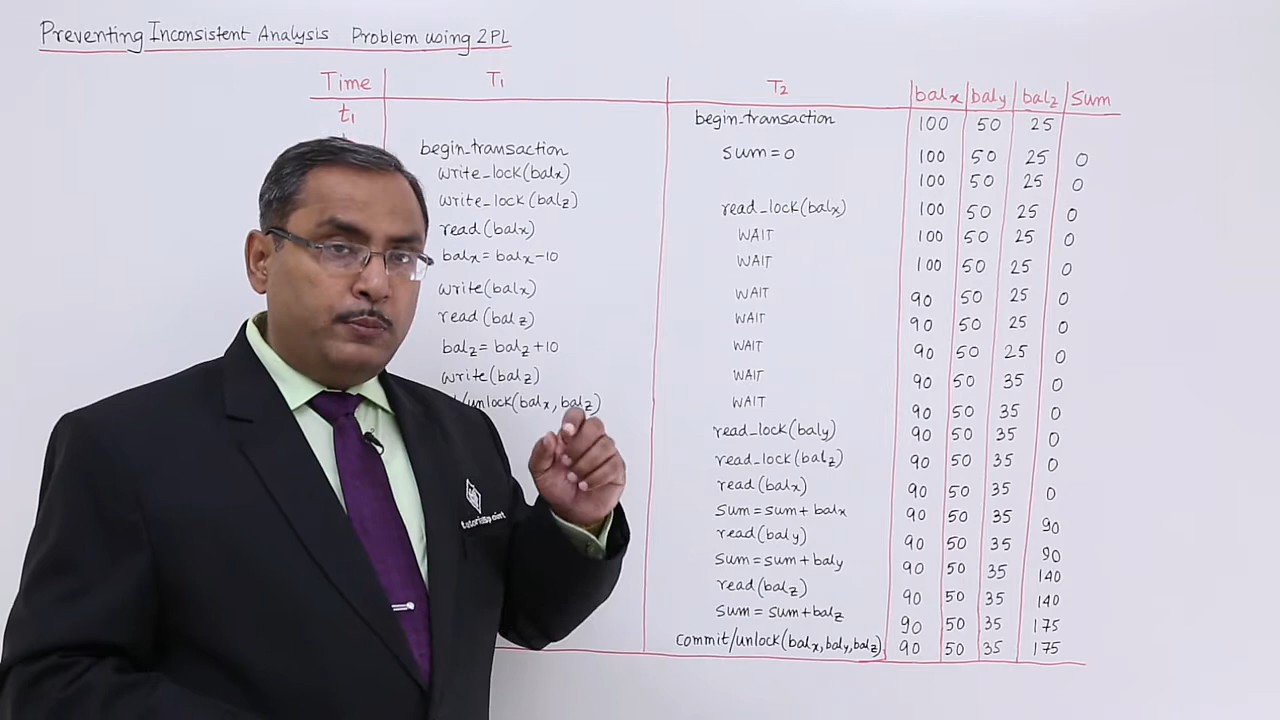 Preventing Inconsistent Analysis Problem using 2PL
Time T1 T2 balx baly balz Sum
t1 begin_transaction 100 50 25
begin_transaction sum=0 100 50 25 0
write_lock(balx) 100 50 25 0
write_lock(balz) read_lock(balx) 100 50 25 0
read(balx) WAIT 100 50 25 0
balx=balx-10 WAIT 100 50 25 0
write(balx) WAIT 90 50 25 0
read(balz) WAIT 90 50 25 0
balz=balz+10 WAIT 90 50 25 0
write(balz) WAIT 90 50 35 0
/unlock(balx, balz) WAIT 90 50 35 0
read_lock(baly) 90 50 35 0
read_lock(balz) 90 50 35 0
read(balx) 90 50 35 0
sum=sum+balx 90 50 35 90
read(baly) 90 50 35 90
sum=sum+baly 90 50 35 140
read(balz) 90 50 35 140
sum=sum+balz 90 50 35 175
commit/unlock(balx,baly,balz) 90 50 35 175
tutorialspoint